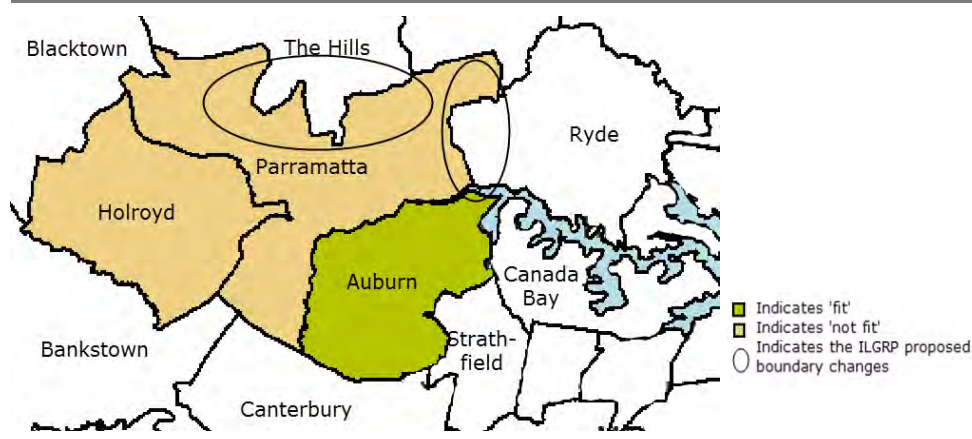 Blacktown
The Hills
Ryde
Parramatta
Holroyd
Auburn
Canada
Bay
Strath-
field
Bankstown
Canterbury
Indicates 'fit'
Indicates 'not fit'
Indicates the ILGRP proposed
boundary changes